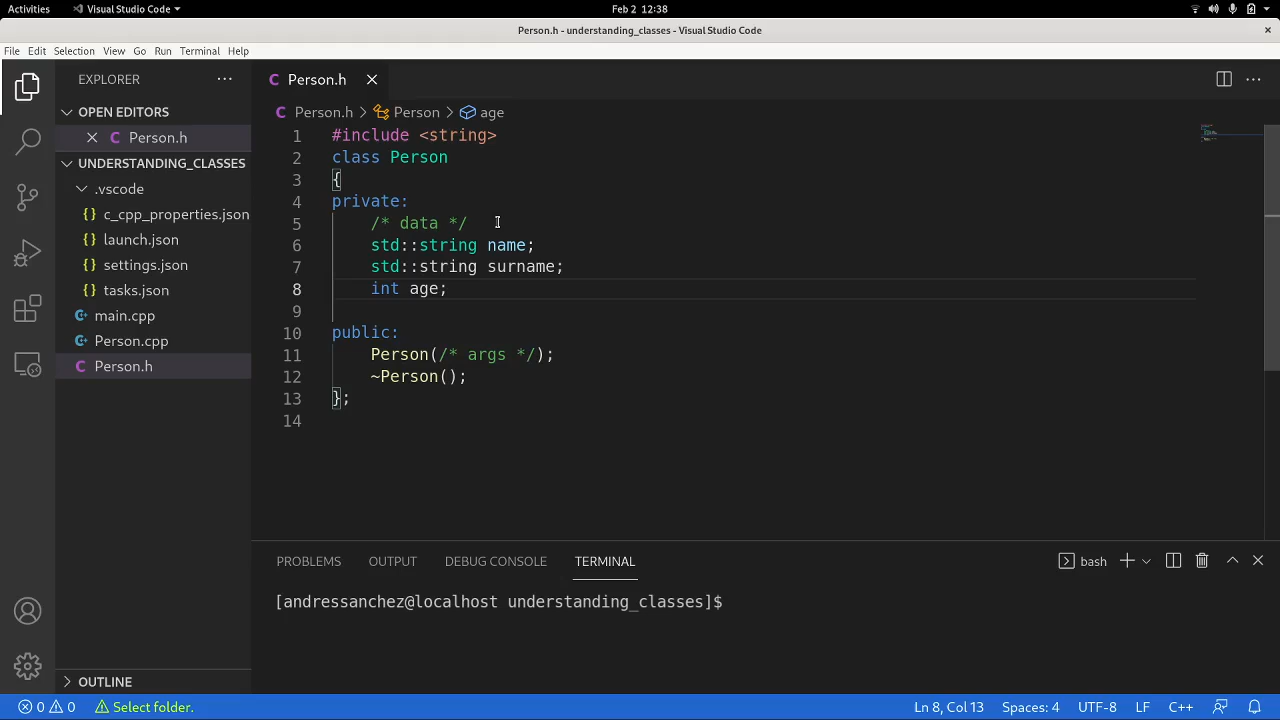 Activities
Visual Studio Code
Feb 2 12:38
Person.h - understanding_classes - Visual Studio Code
File Edit Selection View Go Run Terminal Help
EXPLORER
OPEN EDITORS
Person.h
UNDERSTANDING_CLASSES
.vscode
c_cpp_properties.json
launch.json
settings.json
tasks.json
main.cpp
Person.cpp
Person.h
OUTLINE
Person.h
Person.h > Person > age
1 #include <string>
2 class Person
3 {
4 private:
5 /* data */
6 std::string name;
7 std::string surname;
8 int age;
9
10 public:
11 Person(/* args */);
12 ~Person();
13 };
14
PROBLEMS OUTPUT DEBUG CONSOLE TERMINAL
bash
[andressanchez@localhost understanding_classes]$
0 0 Select folder. Ln 8, Col 13 Spaces: 4 UTF-8 LF C++